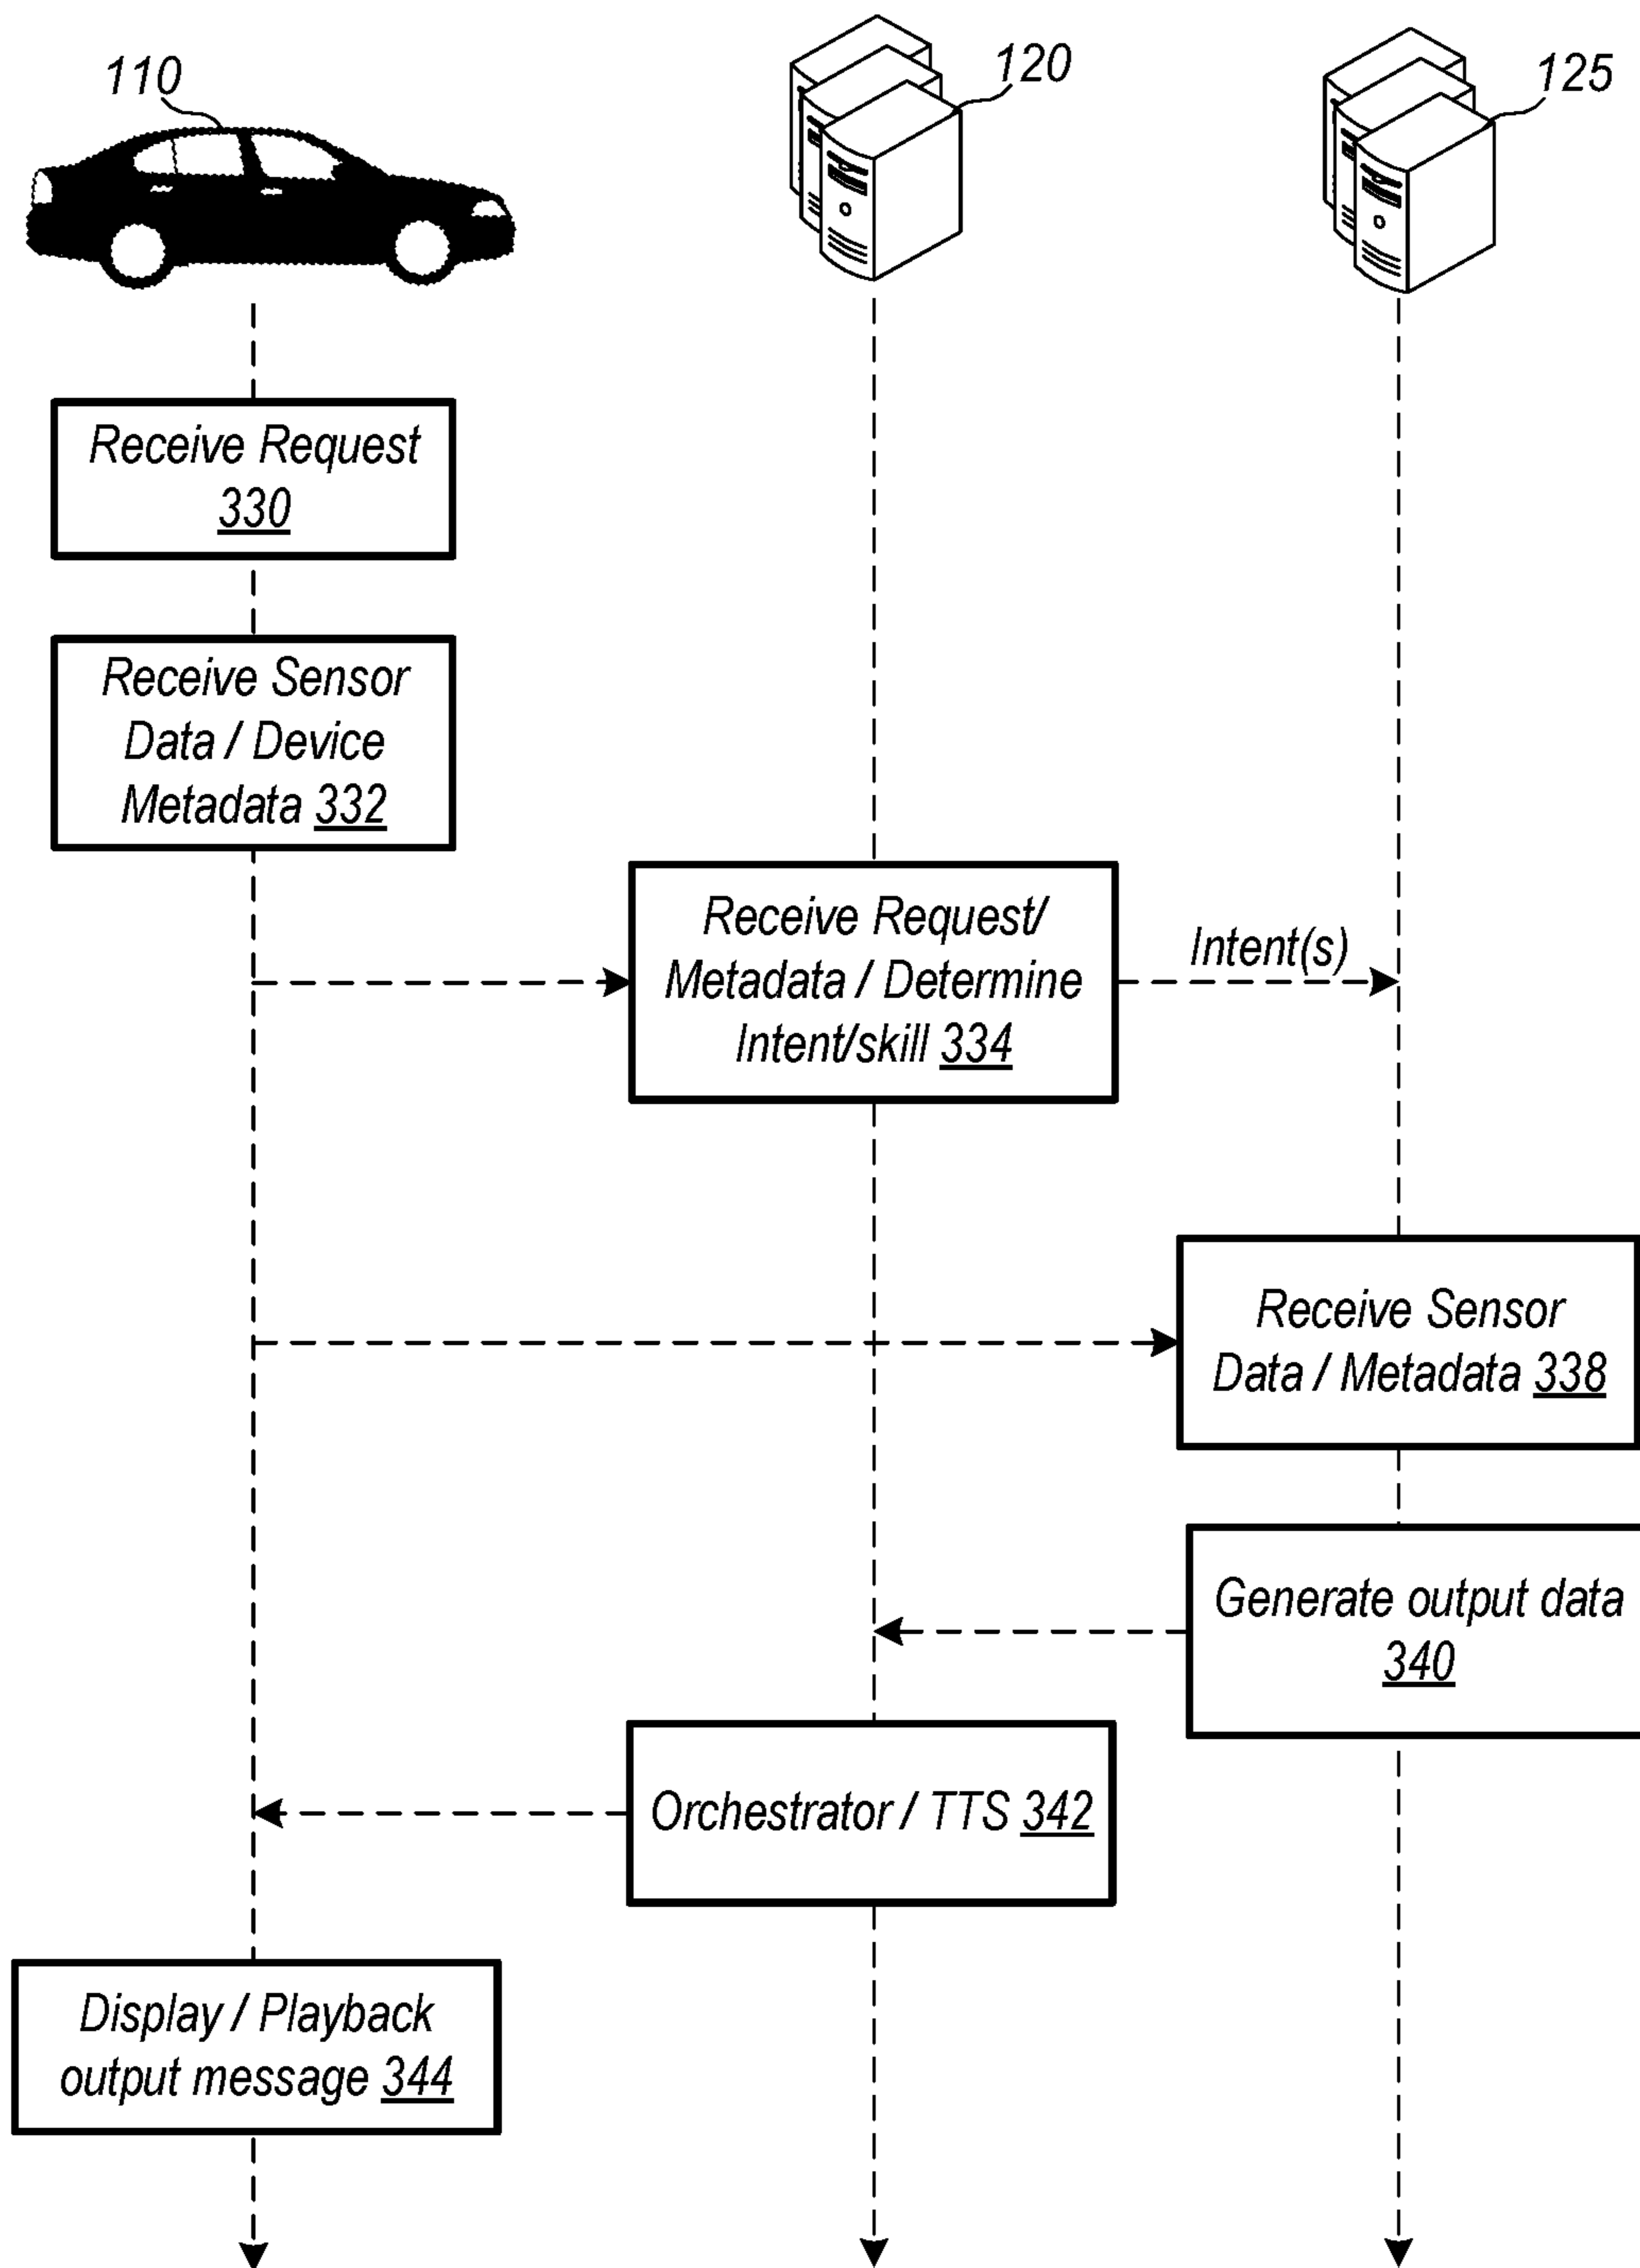 110
120
125
Receive Request
330
Receive Sensor
Data / Device
Metadata 332
Receive Request/
Metadata / Determine
Intent/skill 334
Intent(s)
Receive Sensor
Data / Metadata 338
Generate output data
340
Orchestrator / TTS 342
Display / Playback
output message 344